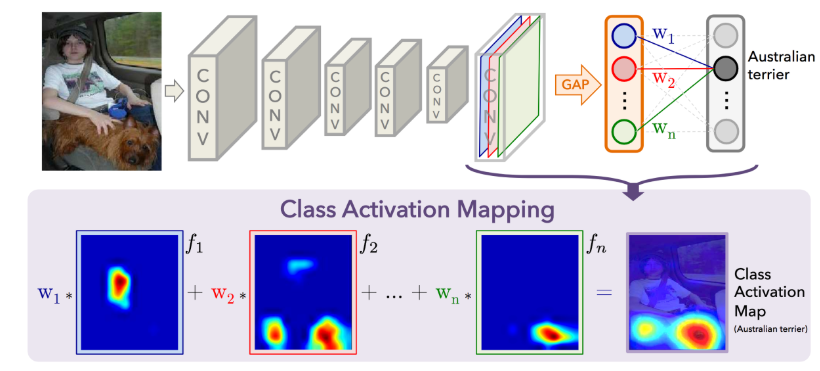 CONV
CONV
CONV
CONV
CONV
CONV
GAP
w1
w2
wn
Australian
terrier
Class Activation Mapping
w1 * f1 + w2 * f2 + ... + wn * fn =
Class
Activation
Map
(Australian terrier)